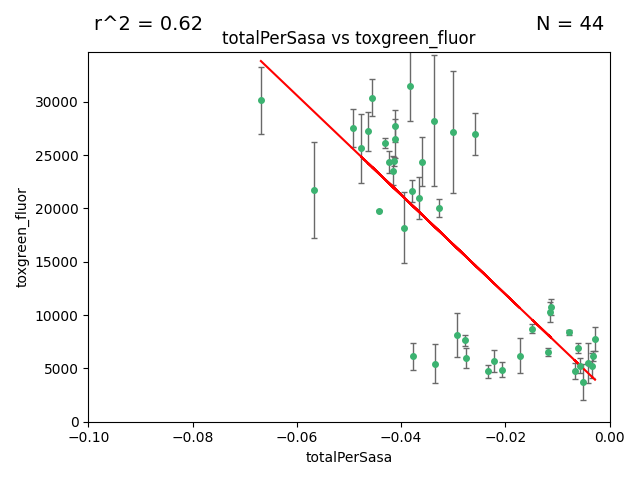 r^2 = 0.62
N = 44
totalPerSasa vs toxgreen_fluor
30000
25000
20000
15000
10000
5000
0
toxgreen_fluor
−0.10
−0.08
−0.06
−0.04
−0.02
0.00
totalPerSasa